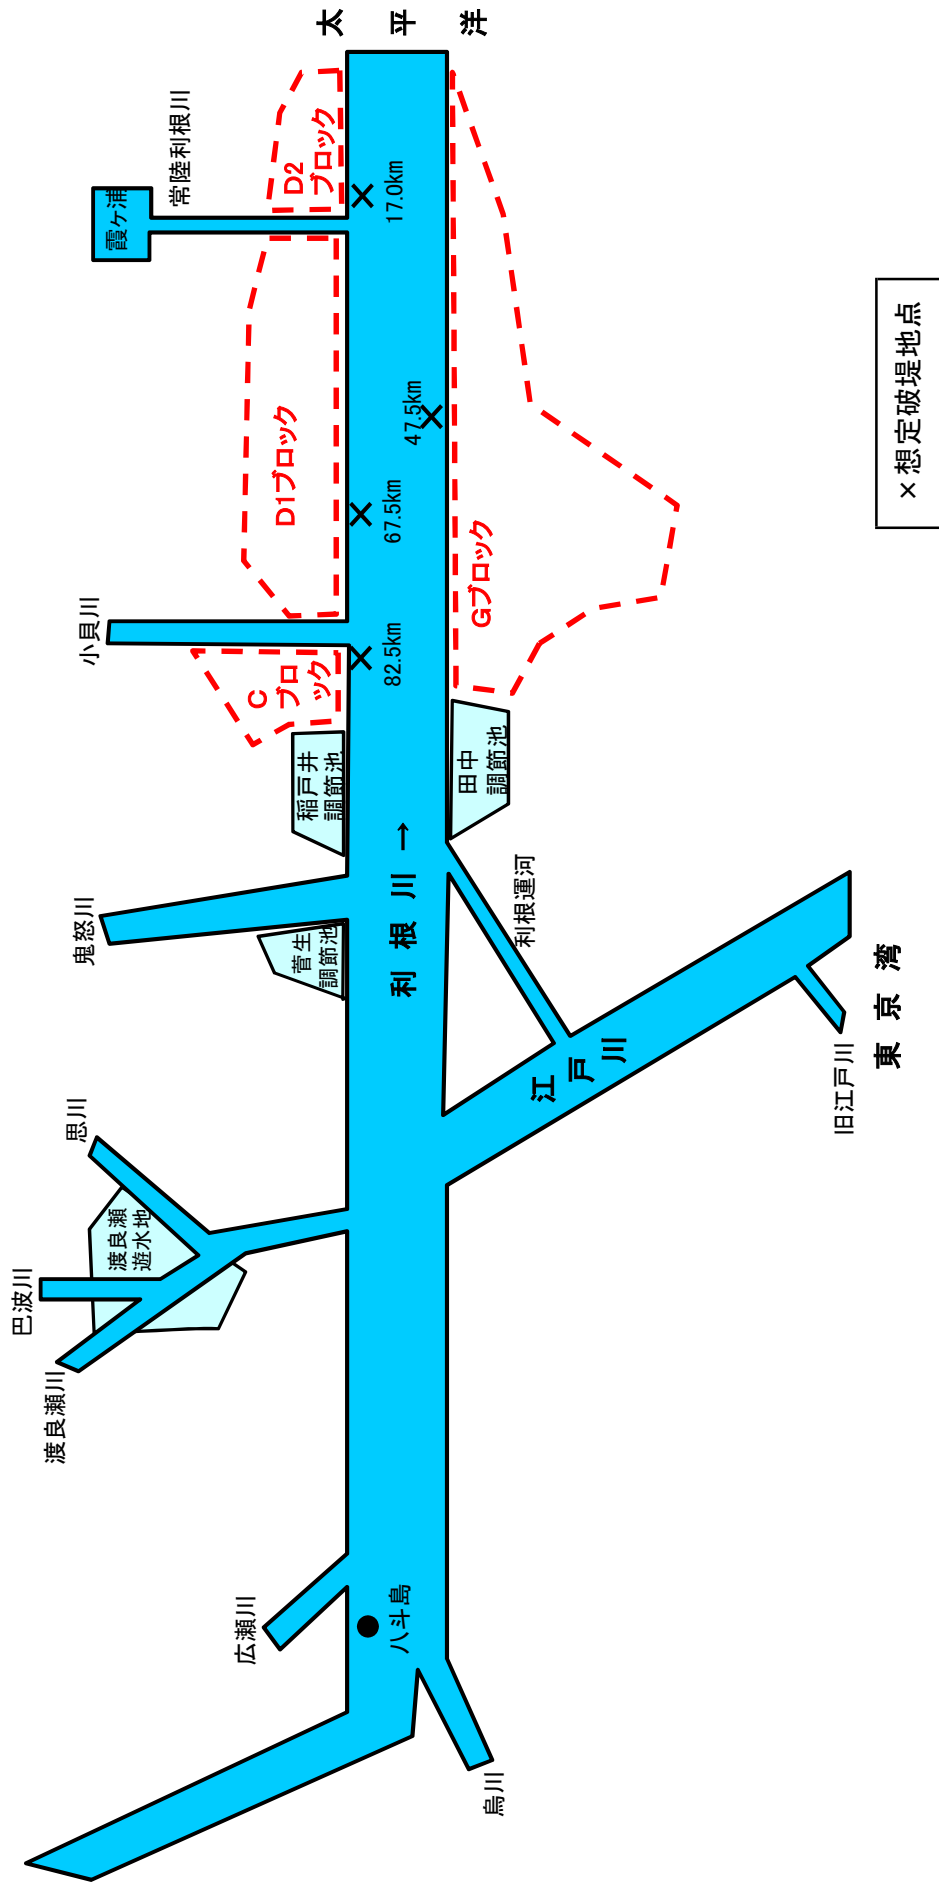 巴波川
渡良瀬川
思川
鬼怒川
小貝川
霞ヶ浦
常陸利根川
渡良瀬
遊水地
広瀬川
菅生
調節池
稲戸井
調節池
C
ブロ
ック
D1ブロック
D2
ブロック
太平洋
八斗島
利根川→
82.5km
67.5km
47.5km
17.0km
田中
調節池
Gブロック
烏川
利根運河
江戸川
旧江戸川
東京湾
×想定破堤地点